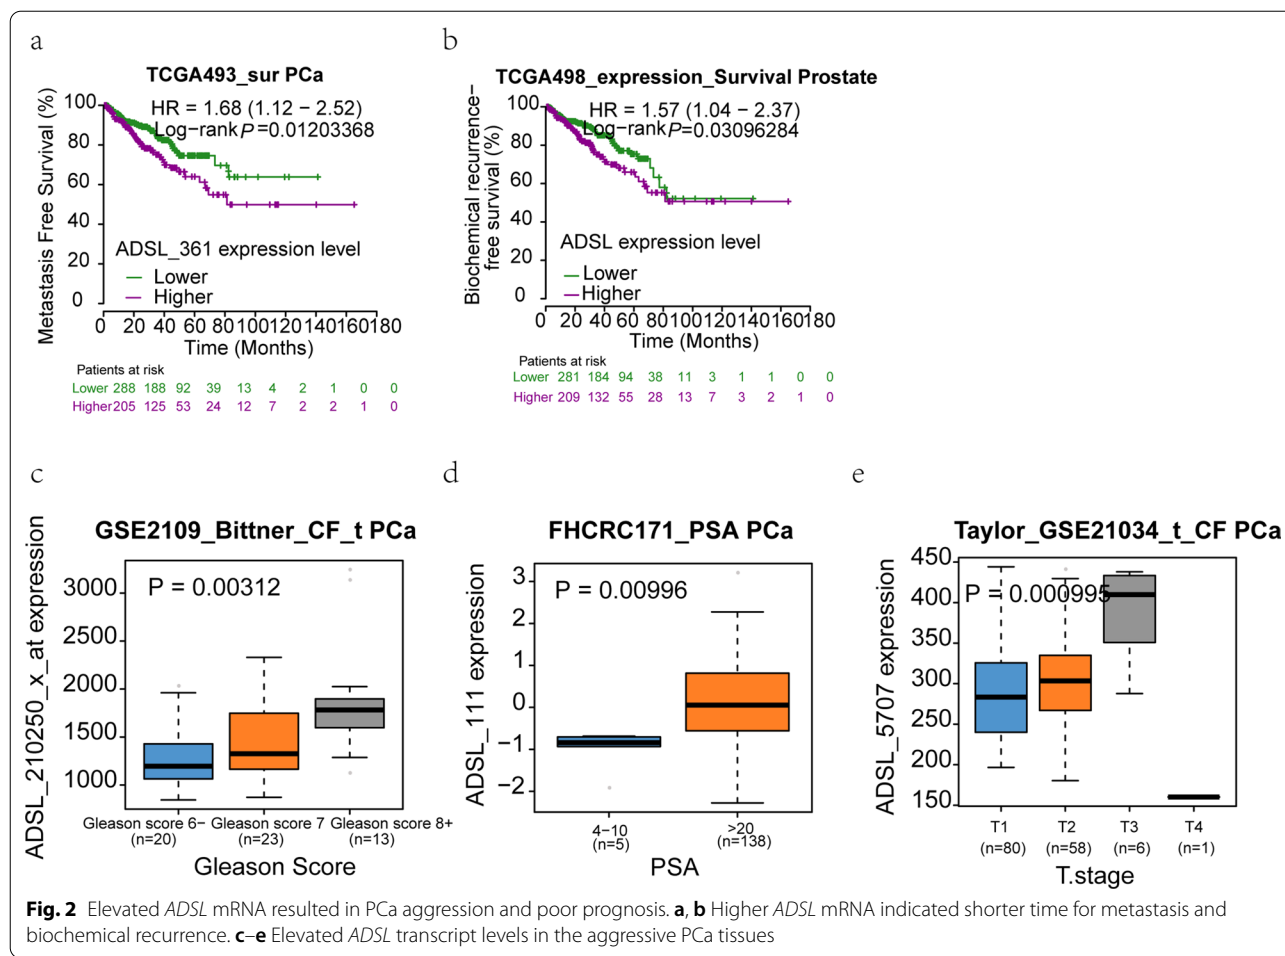 a
TCGA493_sur PCa
HR = 1.68 (1.12 − 2.52)
Log−rank P =0.01203368
Metastasis Free Survival (%)
100
80
60
40
20
0
ADSL_361 expression level
Lower
Higher
0 20 40 60 80 100 120 140 160 180
Time (Months)
Patients at risk
Lower 288 188 92 39 13 4 2 1 0 0
Higher 205 125 53 24 12 7 2 2 1 0
b
TCGA498_expression_Survival Prostate
HR = 1.57 (1.04 − 2.37)
Log−rank P=0.03096284
Biochemical recurrence−
free survival (%)
100
80
60
40
20
0
ADSL expression level
Lower
Higher
0 20 40 60 80 100 120 140 160 180
Time (Months)
Patients at risk
Lower 281 184 94 38 11 3 1 1 0 0
Higher 209 132 55 28 13 7 3 2 1 0
c
GSE2109_Bittner_CF_t PCa
P = 0.00312
ADSL_210250_x_at expression
3000
2500
2000
1500
1000
Gleason score 6− Gleason score 7 Gleason score 8+
(n=20) (n=23) (n=13)
Gleason Score
d
FHCRC171_PSA PCa
P = 0.00996
ADSL_111 expression
3
2
1
0
−1
−2
4−10 >20
(n=5) (n=138)
PSA
e
Taylor_GSE21034_t_CF PCa
P = 0.000995
ADSL_5707 expression
450
400
350
300
250
200
150
T1 T2 T3 T4
(n=80) (n=58) (n=6) (n=1)
T.stage
Fig. 2 Elevated ADSL mRNA resulted in PCa aggression and poor prognosis. a, b Higher ADSL mRNA indicated shorter time for metastasis and
biochemical recurrence. c–e Elevated ADSL transcript levels in the aggressive PCa tissues